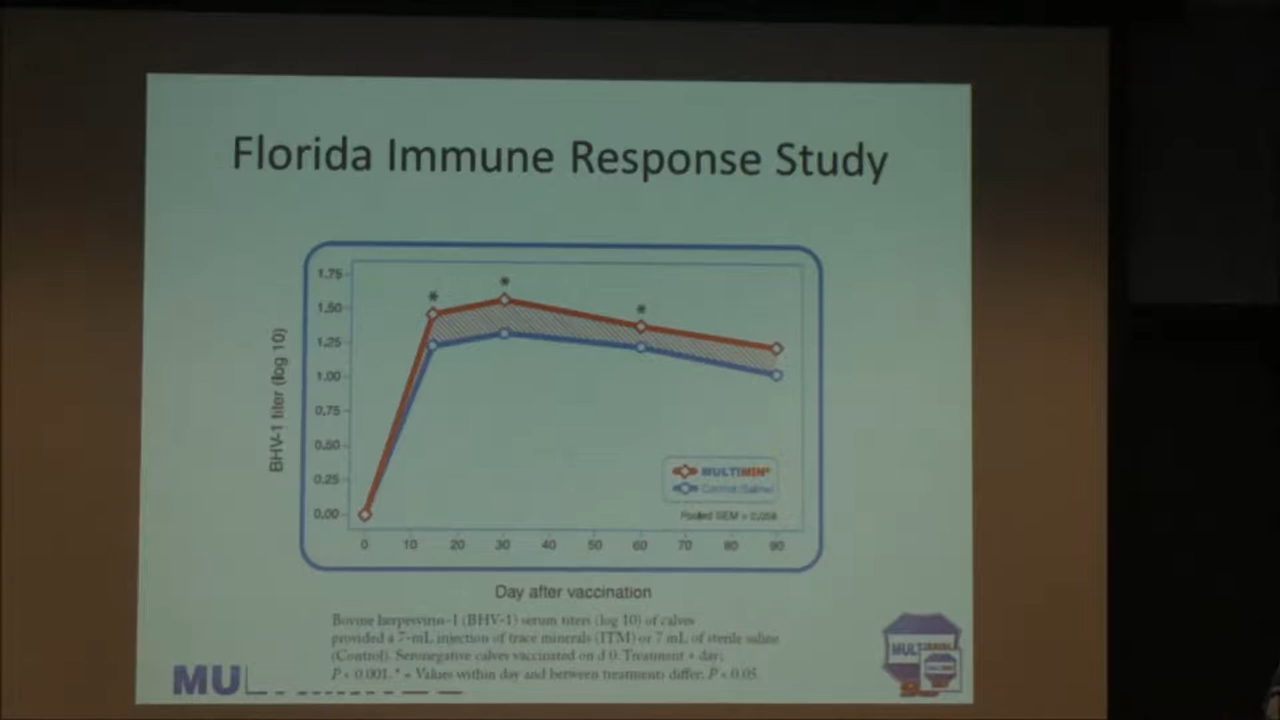 Florida Immune Response Study
BHV-1 titer (log 10)
1.75
1.50
1.25
1.00
0.75
0.50
0.25
0.00
*
*
*
MULTIMIN®
Control (Saline)
Pooled SEM =
0 10 20 30 40 50 60 70 80 90
Day after vaccination
Bovine herpesvirus-1 (BHV-1) serum titers (log 10) of calves
provided a 7-mL injection of trace minerals (ITM) or 7 mL of sterile saline
(Control). Seronegative calves vaccinated on d 0. Treatment × day;
P < 0.001. * = Values within day and between treatments differ; P < 0.05.
MU
MULTIMIN